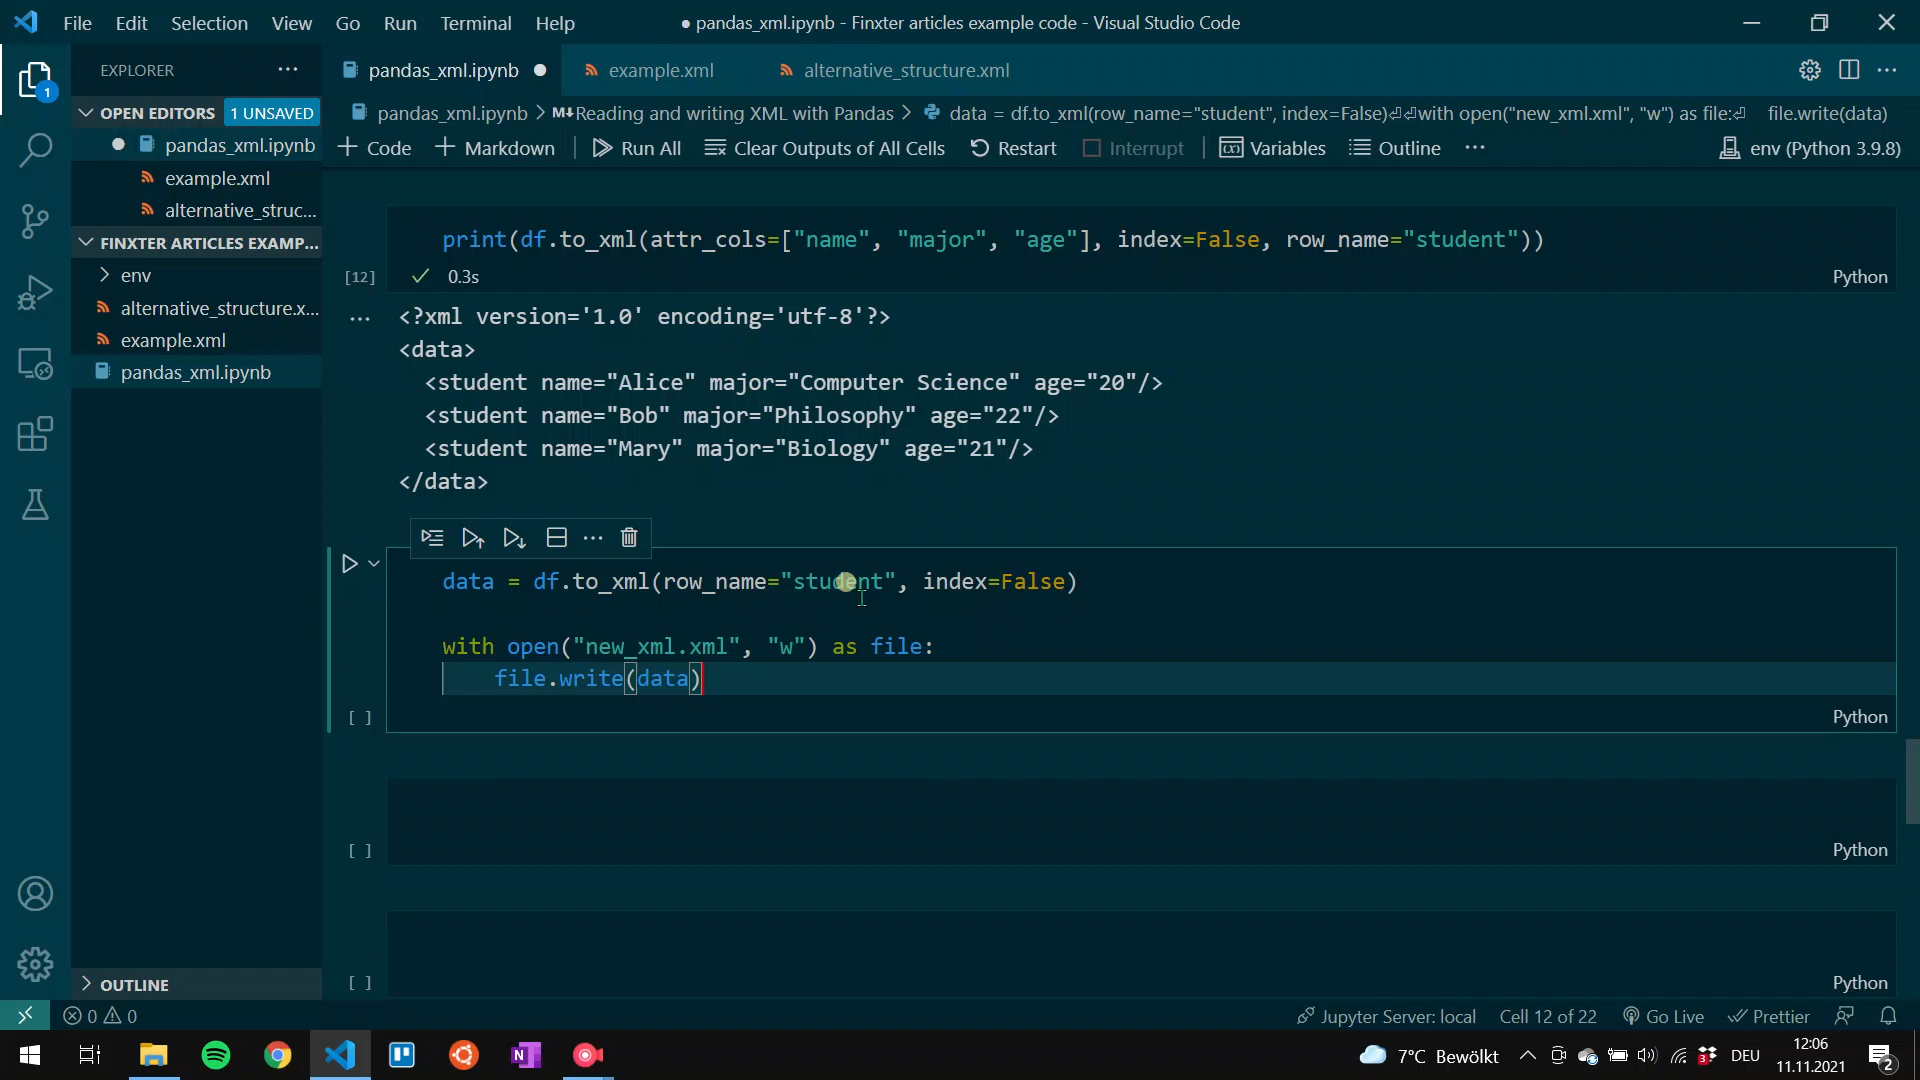 File Edit Selection View Go Run Terminal Help
● pandas_xml.ipynb - Finxter articles example code - Visual Studio Code
EXPLORER
pandas_xml.ipynb
example.xml
alternative_structure.xml
OPEN EDITORS 1 UNSAVED
pandas_xml.ipynb
example.xml
alternative_struc...
FINXTER ARTICLES EXAMP...
env
alternative_structure.x...
example.xml
pandas_xml.ipynb
OUTLINE
1
pandas_xml.ipynb > M↓Reading and writing XML with Pandas > data = df.to_xml(row_name="student", index=False)⏎⏎with open("new_xml.xml", "w") as file:⏎ file.write(data)
+ Code + Markdown Run All Clear Outputs of All Cells Restart Interrupt Variables Outline ... env (Python 3.9.8)
print(df.to_xml(attr_cols=["name", "major", "age"], index=False, row_name="student"))
[12] ✓ 0.3s Python
<?xml version='1.0' encoding='utf-8'?>
<data>
<student name="Alice" major="Computer Science" age="20"/>
<student name="Bob" major="Philosophy" age="22"/>
<student name="Mary" major="Biology" age="21"/>
</data>
data = df.to_xml(row_name="student", index=False)
with open("new_xml.xml", "w") as file:
file.write(data)
[ ] Python
[ ] Python
[ ] Python
0 0
Jupyter Server: local Cell 12 of 22 Go Live Prettier
7°C Bewölkt
3
DEU
12:06
11.11.2021
2